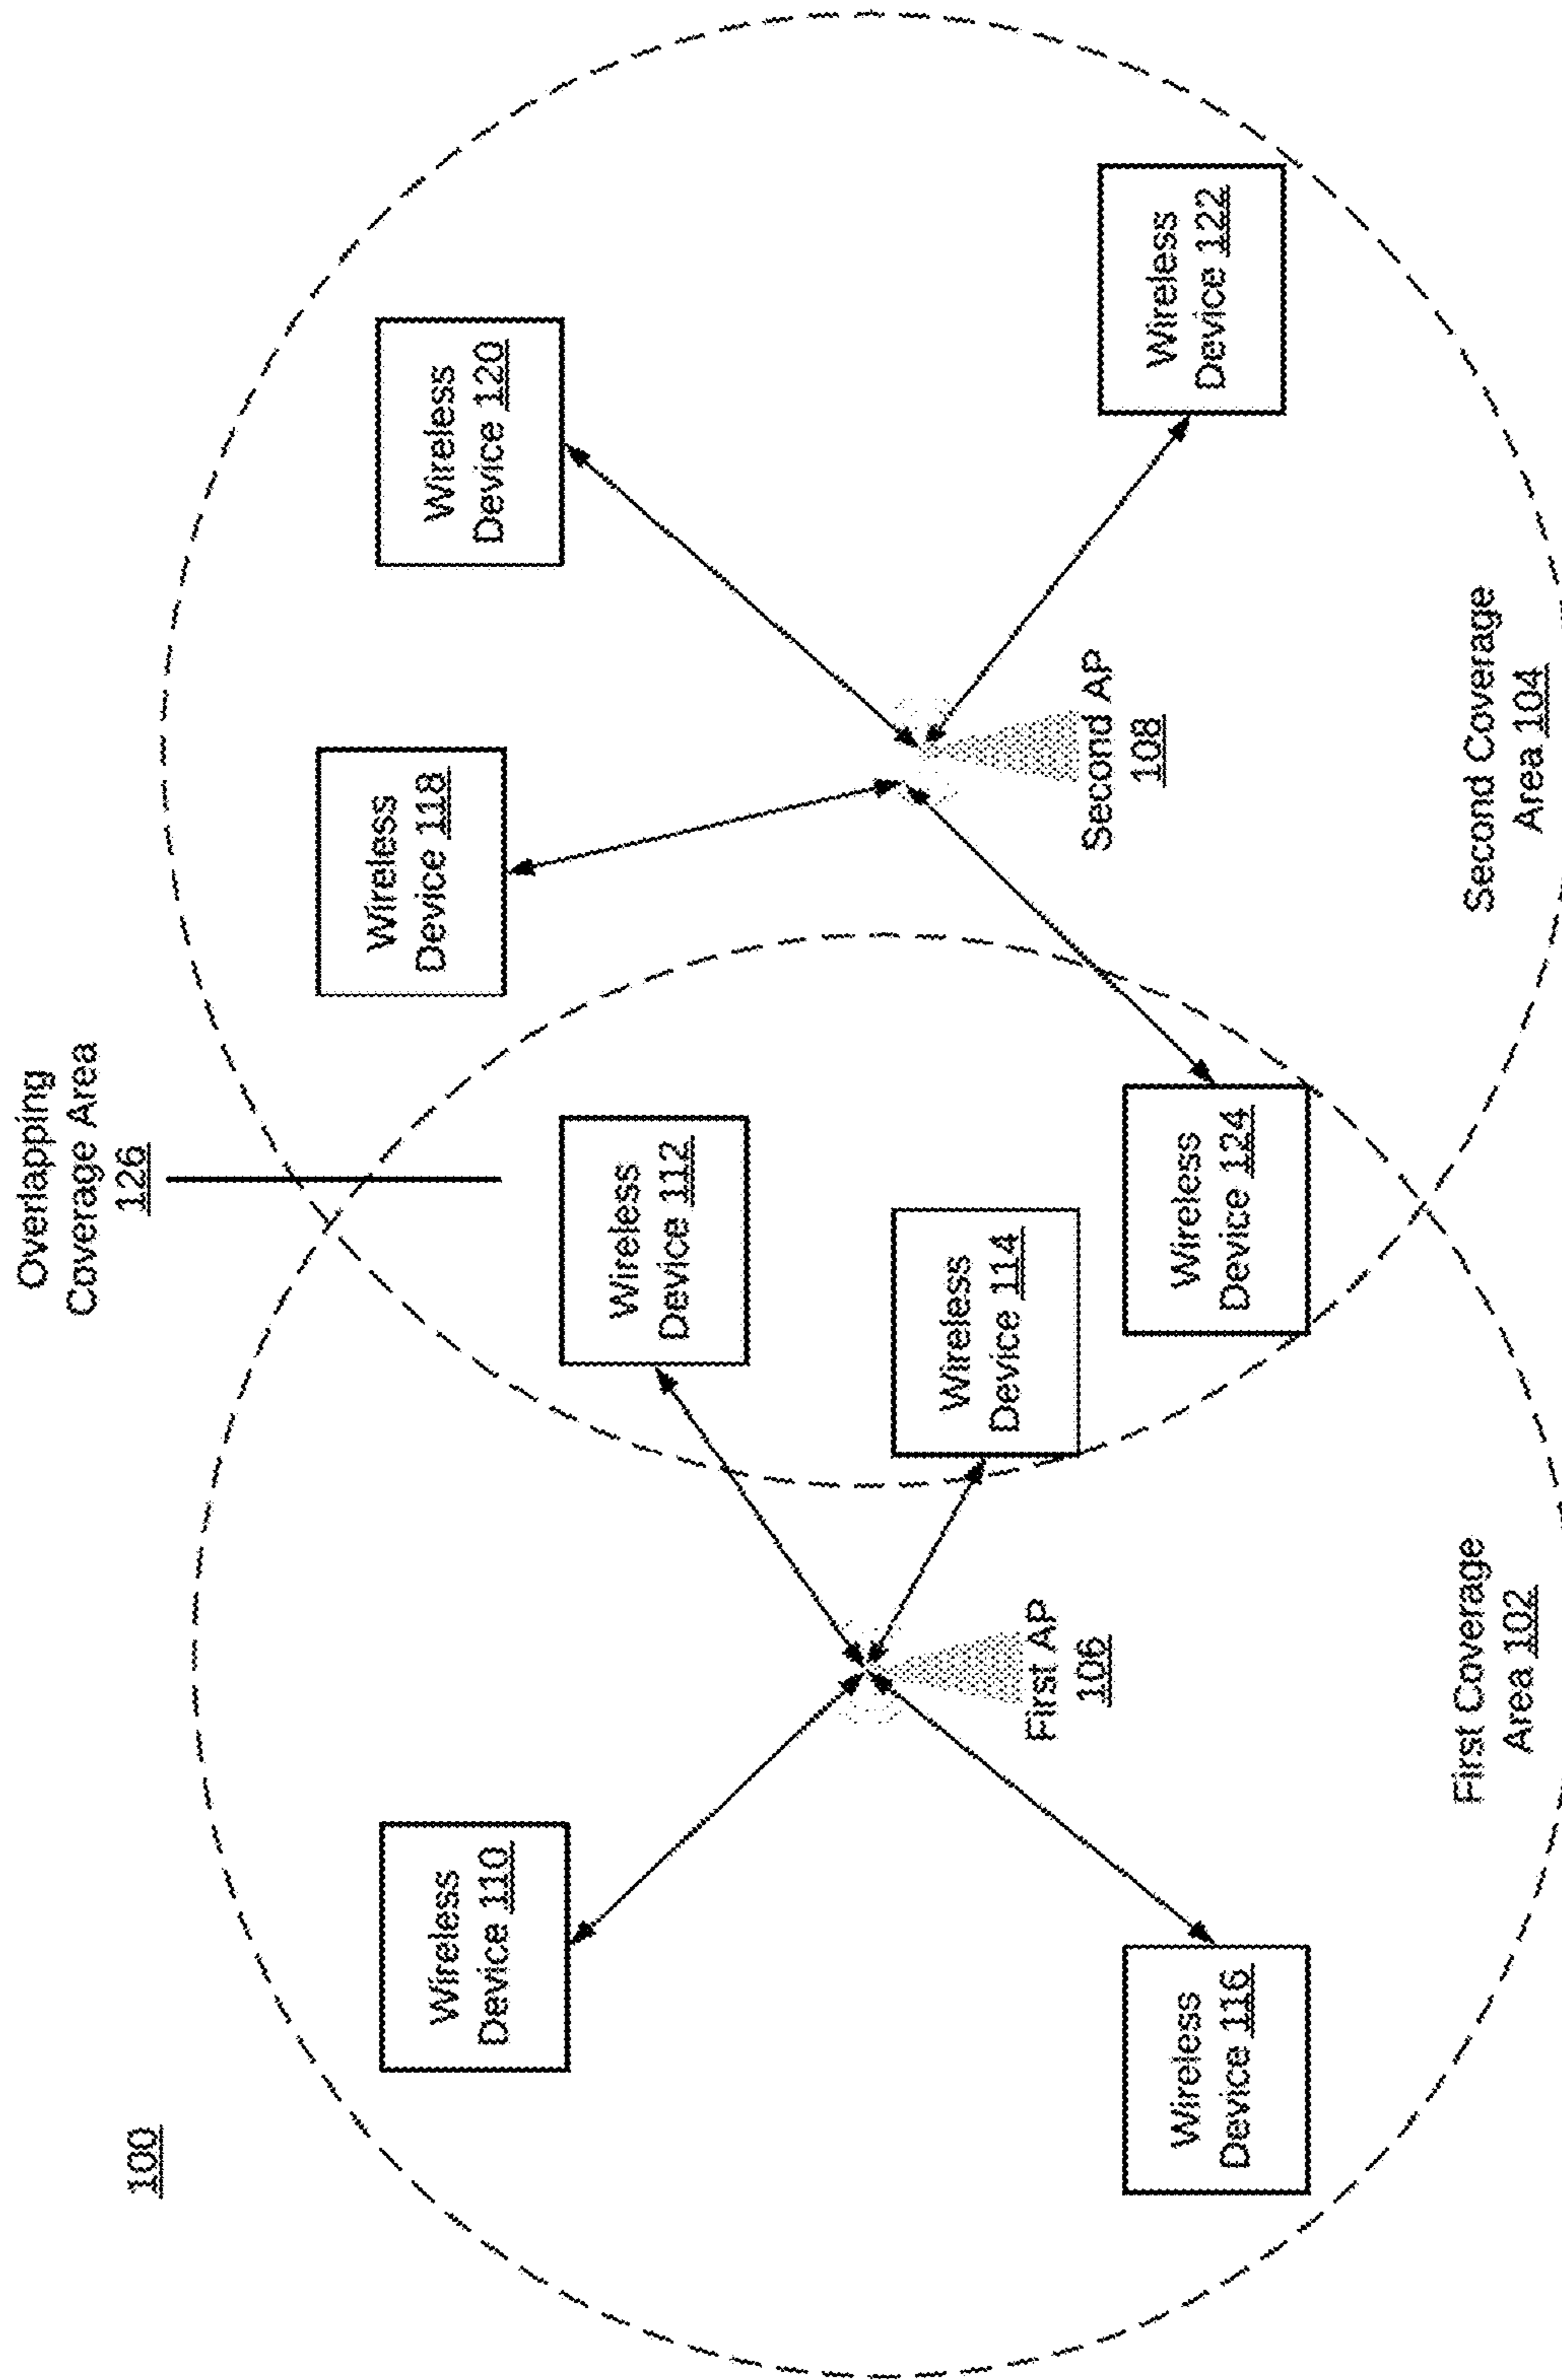 100
Overlapping
Coverage Area
126
Wireless
Device 110
Wireless
Device 112
Wireless
Device 118
Wireless
Device 120
Wireless
Device 114
First AP
106
Second AP
108
Wireless
Device 116
Wireless
Device 124
Wireless
Device 122
First Coverage
Area 102
Second Coverage
Area 104